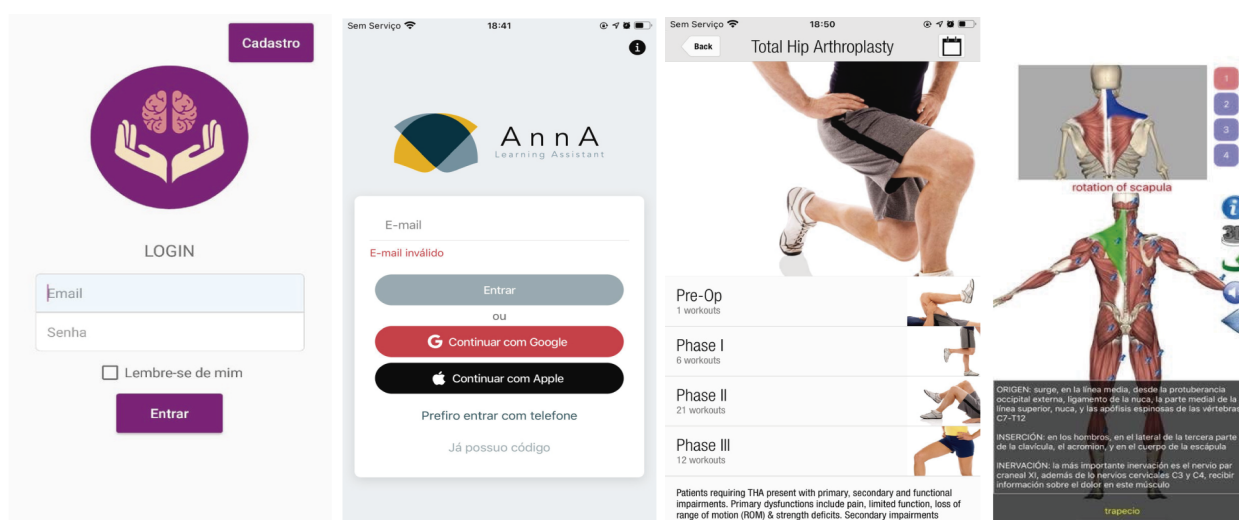 Cadastro
LOGIN
Email
Senha
Lembre-se de mim
Entrar
Sem Serviço 18:41
AnnA
Learning Assistant
E-mail
E-mail inválido
Entrar
ou
Continuar com Google
Continuar com Apple
Prefiro entrar com telefone
Já possuo código
Sem Serviço 18:50
Back Total Hip Arthroplasty
Pre-Op
1 workouts
Phase I
6 workouts
Phase II
21 workouts
Phase III
12 workouts
Patients requiring THA present with primary, secondary and functional
impairments. Primary dysfunctions include pain, limited function, loss of
range of motion (ROM) & strength deficits. Secondary impairments
1
2
3
4
rotation of scapula
3D
ORIGEN: surge, en la línea media, desde la protuberancia
occipital externa, ligamento de la nuca, la parte medial de la
línea superior, nuca, y las apófisis espinosas de las vértebras
C7-T12
INSERCIÓN: en los hombros, en el lateral de la tercera parte
de la clavícula, el acromion, y en el cuerpo de la escápula
INERVACIÓN: la más importante inervación es el nervio par
craneal XI, además de lo nervios cervicales C3 y C4, recibir
información sobre el dolor en este músculo
trapecio